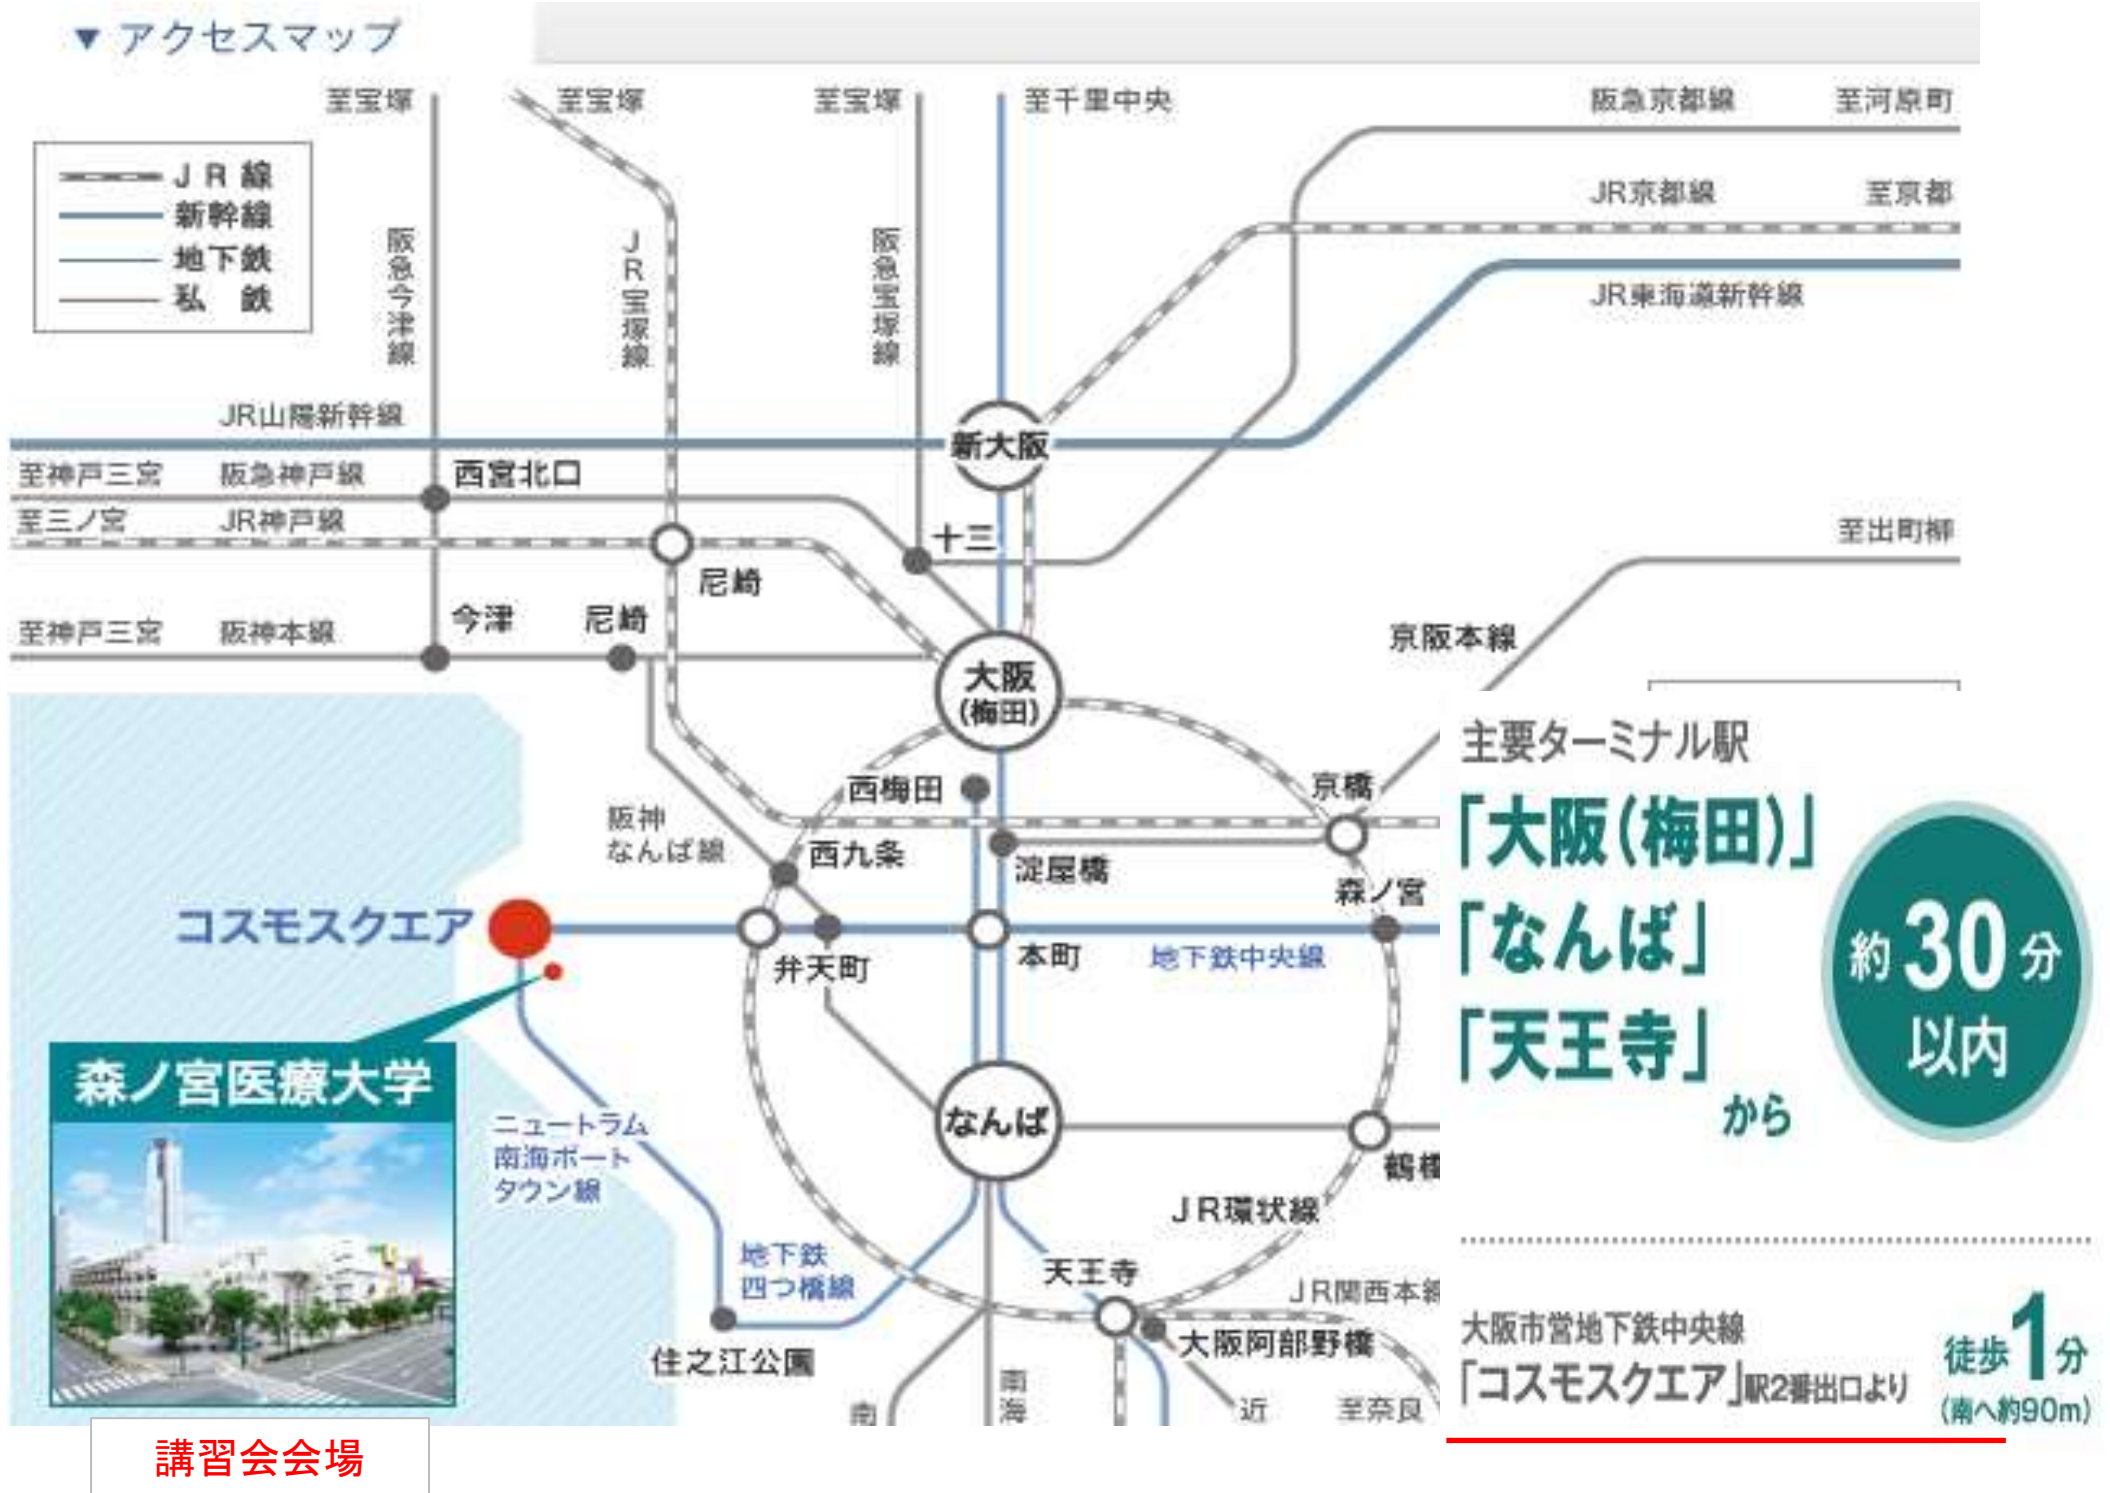 ▼ アクセスマップ
至宝塚
至宝塚
至宝塚
至千里中央
阪急京都線
至河原町
JR京都線
至京都
JR東海道新幹線
ＪＲ線
新幹線
地下鉄
私 鉄
阪急今津線
JR宝塚線
阪急宝塚線
JR山陽新幹線
新大阪
至神戸三宮
阪急神戸線
西宮北口
至三ノ宮
JR神戸線
十三
尼崎
至出町柳
至神戸三宮
阪神本線
今津
尼崎
大阪
(梅田)
京阪本線
西梅田
京橋
阪神
なんば線
西九条
淀屋橋
森ノ宮
コスモスクエア
弁天町
本町
地下鉄中央線
森ノ宮医療大学
ニュートラム
南海ポート
タウン線
なんば
ＪＲ環状線
地下鉄
四つ橋線
天王寺
住之江公園
大阪阿部野橋
南
南海
近
至奈良
主要ターミナル駅
「大阪(梅田)」
「なんば」
「天王寺」
から
約30分
以内
大阪市営地下鉄中央線
「コスモスクエア」駅2番出口より
徒歩1分
(南へ約90m)
講習会会場